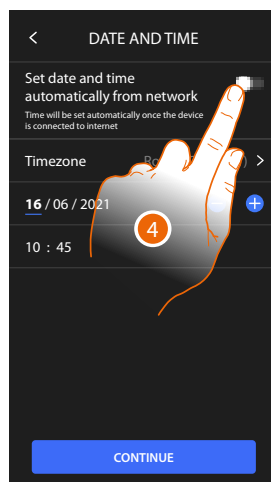 DATE AND TIME
Set date and time
automatically from network
Time will be set automatically once the device
is connected to internet
Timezone
16 / 06 / 2021
10 : 45
4
CONTINUE